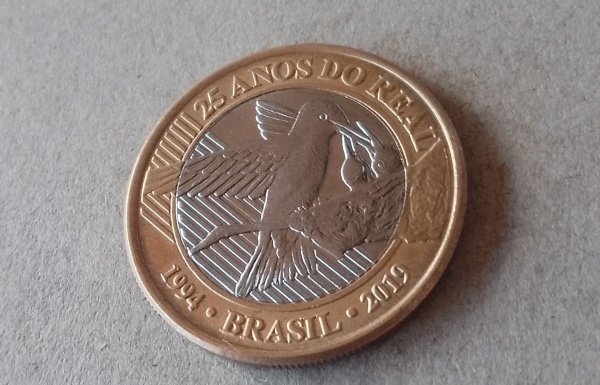 25 ANOS DO REAL
1994 • BRASIL • 2019